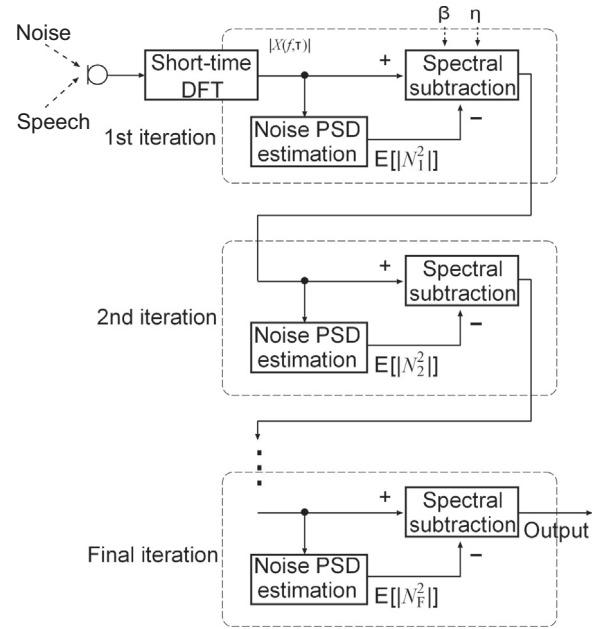 β η
Noise
|X(f,τ)|
Short-time
DFT
+
Spectral
subtraction
Speech
−
1st iteration
Noise PSD
estimation
E[|N₁²|]
+
Spectral
subtraction
2nd iteration
−
Noise PSD
estimation
E[|N₂²|]
+
Spectral
subtraction
Output
Final iteration
−
Noise PSD
estimation
E[|N_F²|]